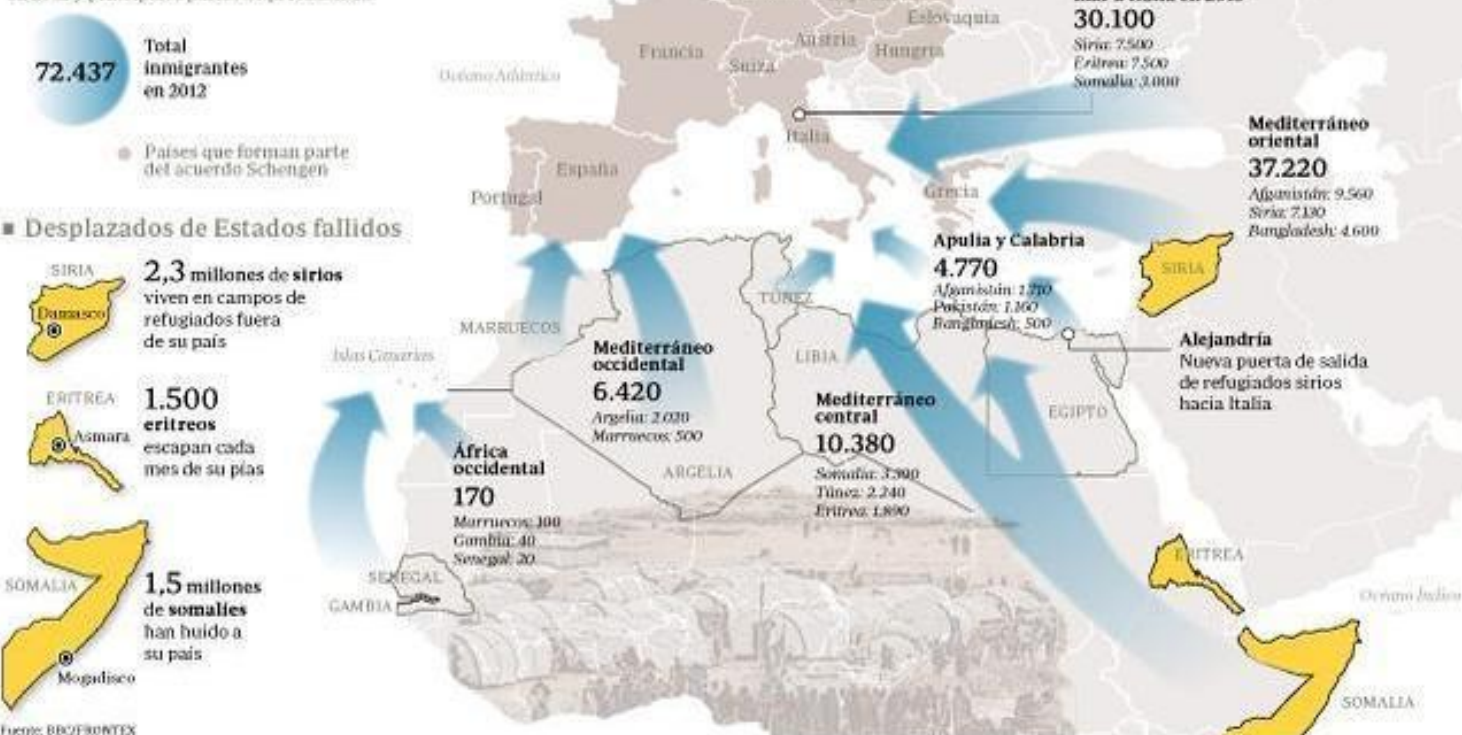 72.437
Total
inmigrantes
en 2012
Países que forman parte
del acuerdo Schengen
Desplazados de Estados fallidos
SIRIA
Damasco
2,3 millones de sirios
viven en campos de
refugiados fuera
de su país
ERITREA
Asmara
1.500
eritreos
escapan cada
mes de su pías
SOMALIA
Mogadisco
1,5 millones
de somalíes
han huido a
su país
Fuente: BBC/FRONTEX
Océano Atlántico
Francia
Suiza
Austria
Eslovaquia
Hungría
Italia
España
Portugal
Grecia
30.100
Siria: 7.500
Eritrea: 7.500
Somalia: 3.000
Mediterráneo
oriental
37.220
Afganistán: 9.560
Siria: 7.130
Bangladesh: 4.600
SIRIA
Apulia y Calabria
4.770
Afganistán: 1.710
Pakistán: 1.160
Bangladesh: 500
Alejandría
Nueva puerta de salida
de refugiados sirios
hacia Italia
TÚNEZ
MARRUECOS
Islas Canarias
LIBIA
EGIPTO
ARGELIA
Mediterráneo
occidental
6.420
Argelia: 2.020
Marruecos: 500
Mediterráneo
central
10.380
Somalia: 3.390
Túnez: 2.240
Eritrea: 1.890
África
occidental
170
Marruecos: 100
Gambia: 40
Senegal: 20
SENEGAL
GAMBIA
ERITREA
Océano Índico
SOMALIA